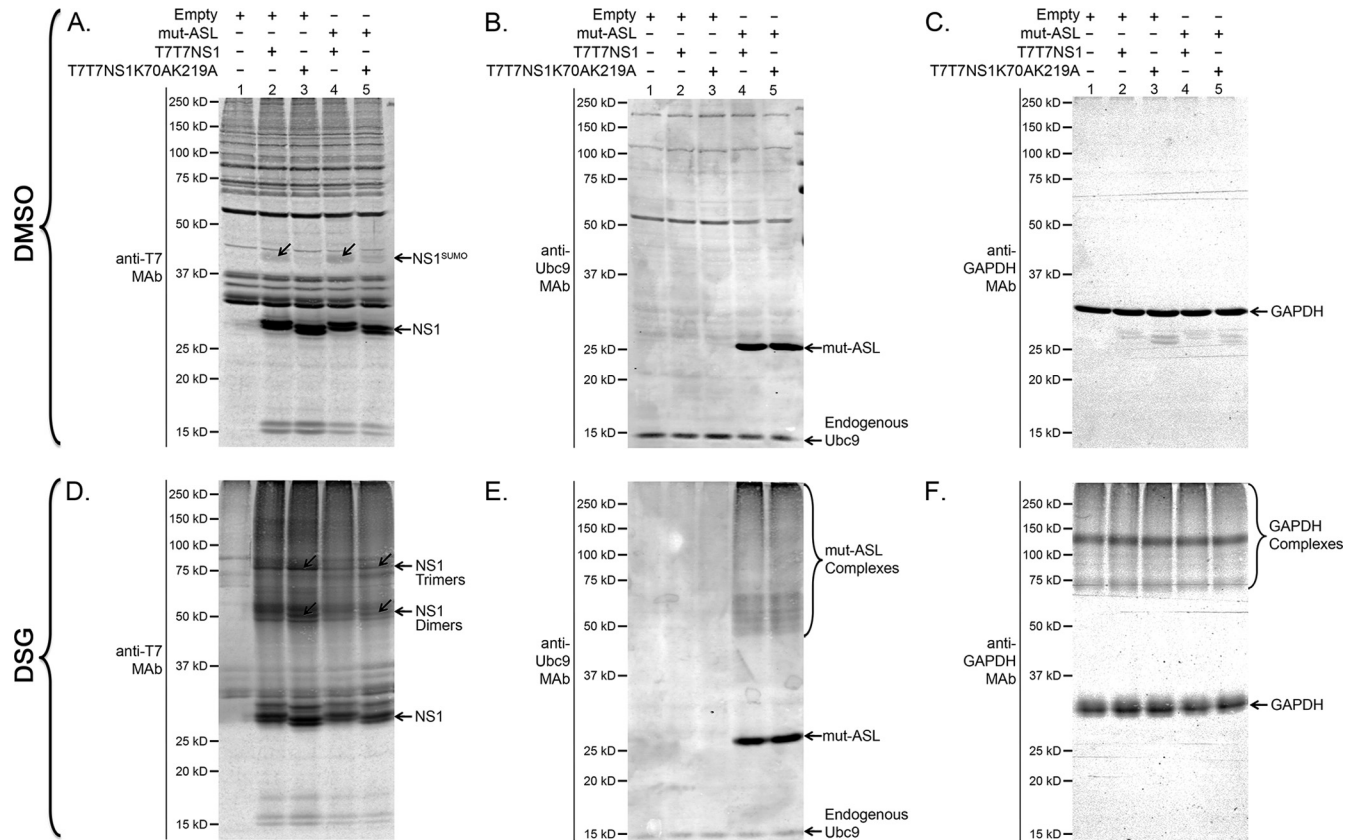 A.
Empty + + + – –
mut-ASL – – – + +
T7T7NS1 – + – + –
T7T7NS1K70AK219A – – + – +
1 2 3 4 5
DMSO
anti-T7
MAb
250 kD
150 kD
100 kD
75 kD
50 kD
37 kD
25 kD
20 kD
15 kD
NS1SUMO
NS1
B.
Empty + + + – –
mut-ASL – – – + +
T7T7NS1 – + – + –
T7T7NS1K70AK219A – – + – +
1 2 3 4 5
anti-
Ubc9
MAb
250 kD
150 kD
100 kD
75 kD
50 kD
37 kD
25 kD
20 kD
15 kD
mut-ASL
Endogenous
Ubc9
C.
Empty + + + – –
mut-ASL – – – + +
T7T7NS1 – + – + –
T7T7NS1K70AK219A – – + – +
1 2 3 4 5
anti-
GAPDH
MAb
250 kD
150 kD
100 kD
75 kD
50 kD
37 kD
25 kD
20 kD
15 kD
GAPDH
DSG
D.
anti-T7
MAb
250 kD
150 kD
100 kD
75 kD
50 kD
37 kD
25 kD
20 kD
15 kD
NS1
Trimers
NS1
Dimers
NS1
E.
anti-
Ubc9
MAb
250 kD
150 kD
100 kD
75 kD
50 kD
37 kD
25 kD
20 kD
15 kD
mut-ASL
Complexes
mut-ASL
Endogenous
Ubc9
F.
anti-
GAPDH
MAb
250 kD
150 kD
100 kD
75 kD
50 kD
37 kD
25 kD
20 kD
15 kD
GAPDH
Complexes
GAPDH